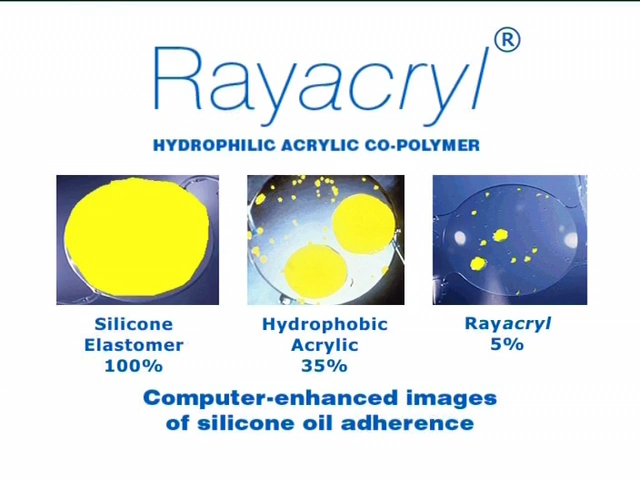 Rayacryl®
HYDROPHILIC ACRYLIC CO-POLYMER
Silicone
Elastomer
100%
Hydrophobic
Acrylic
35%
Rayacryl
5%
Computer-enhanced images
of silicone oil adherence